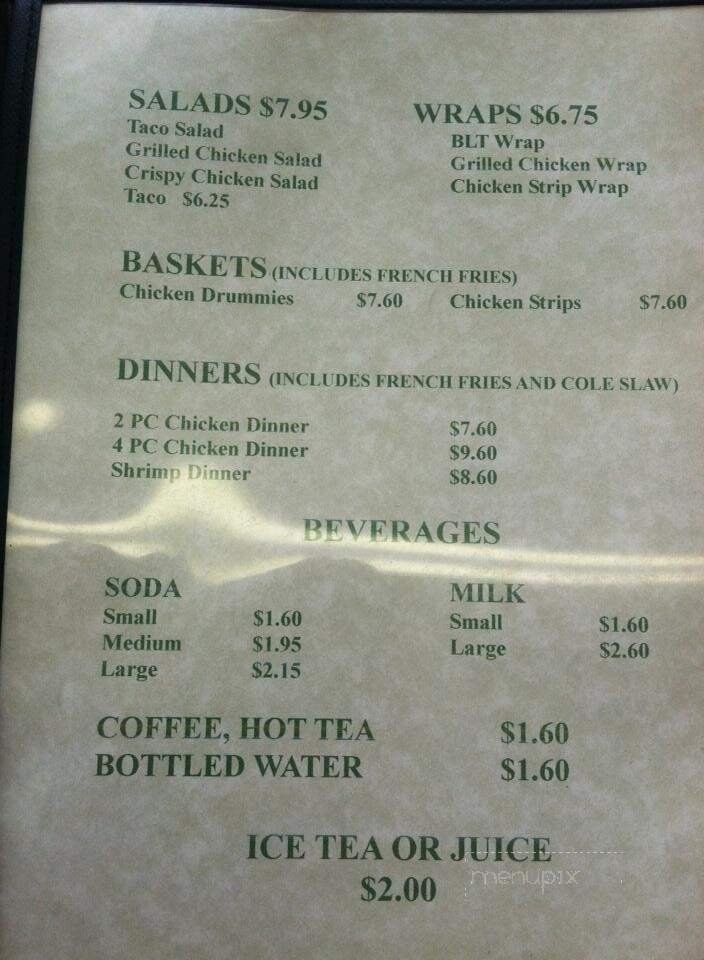 SALADS $7.95
Taco Salad
Grilled Chicken Salad
Crispy Chicken Salad
Taco $6.25
WRAPS $6.75
BLT Wrap
Grilled Chicken Wrap
Chicken Strip Wrap
BASKETS (INCLUDES FRENCH FRIES)
Chicken Drummies $7.60 Chicken Strips $7.60
DINNERS (INCLUDES FRENCH FRIES AND COLE SLAW)
2 PC Chicken Dinner $7.60
4 PC Chicken Dinner $9.60
Shrimp Dinner $8.60
BEVERAGES
SODA
Small $1.60
Medium $1.95
Large $2.15
MILK
Small $1.60
Large $2.60
COFFEE, HOT TEA $1.60
BOTTLED WATER $1.60
ICE TEA OR JUICE
$2.00
menupix